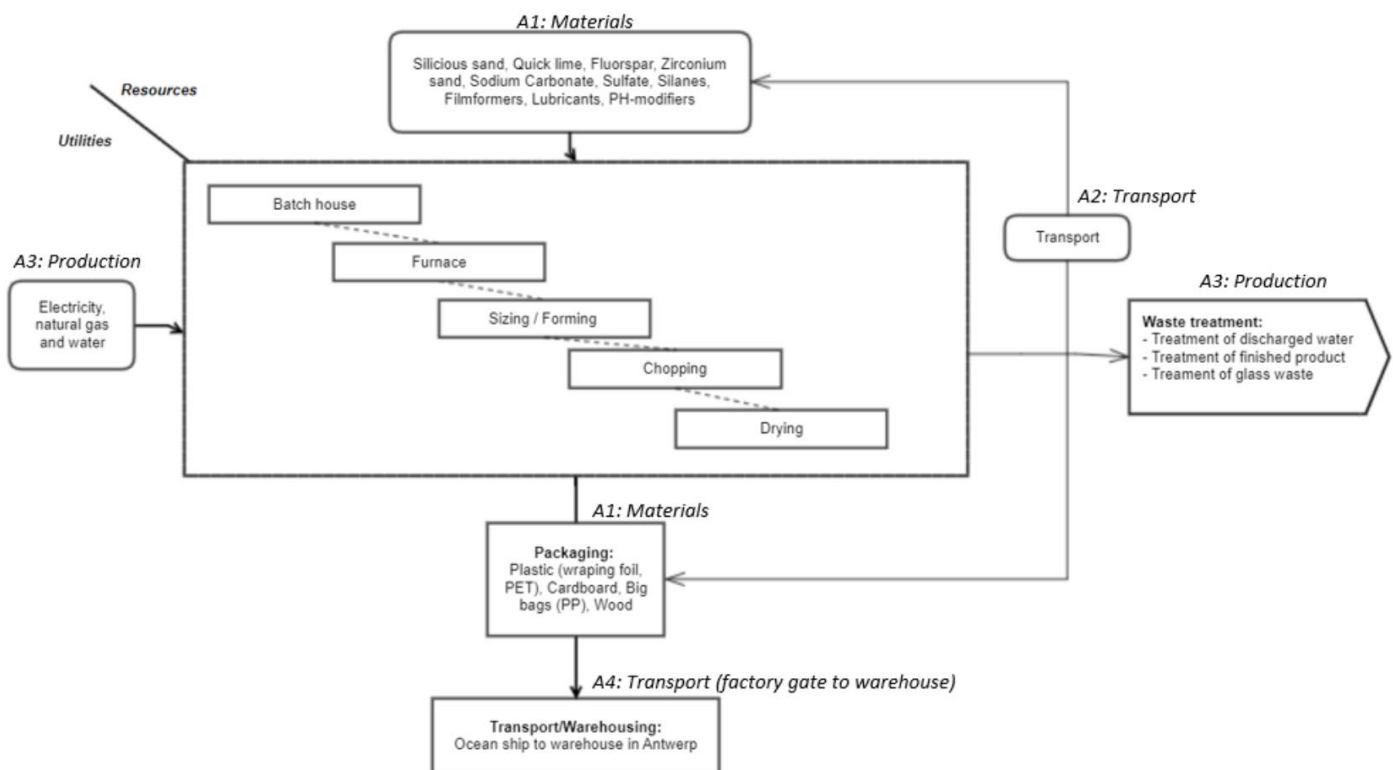 A1: Materials
Silicious sand, Quick lime, Fluorspar, Zirconium
sand, Sodium Carbonate, Sulfate, Silanes,
Filmformers, Lubricants, PH-modifiers
Resources
Utilities
A2: Transport
Transport
Batch house
Furnace
Sizing / Forming
Chopping
Drying
A3: Production
Electricity,
natural gas
and water
A3: Production
Waste treatment:
- Treatment of discharged water
- Treatment of finished product
- Treament of glass waste
A1: Materials
Packaging:
Plastic (wraping foil,
PET), Cardboard, Big
bags (PP), Wood
A4: Transport (factory gate to warehouse)
Transport/Warehousing:
Ocean ship to warehouse in Antwerp